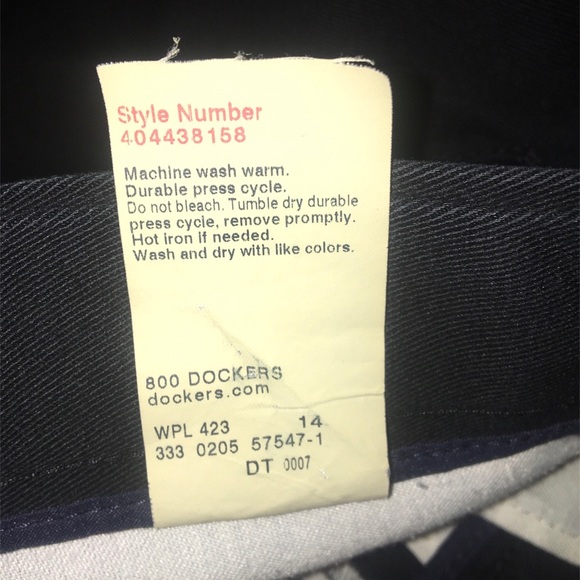 Style Number
404438158
Machine wash warm.
Durable press cycle.
Do not bleach. Tumble dry durable
press cycle, remove promptly.
Hot iron if needed.
Wash and dry with like colors.
800 DOCKERS
dockers.com
WPL 423 14
333 0205 57547-1
DT 0007